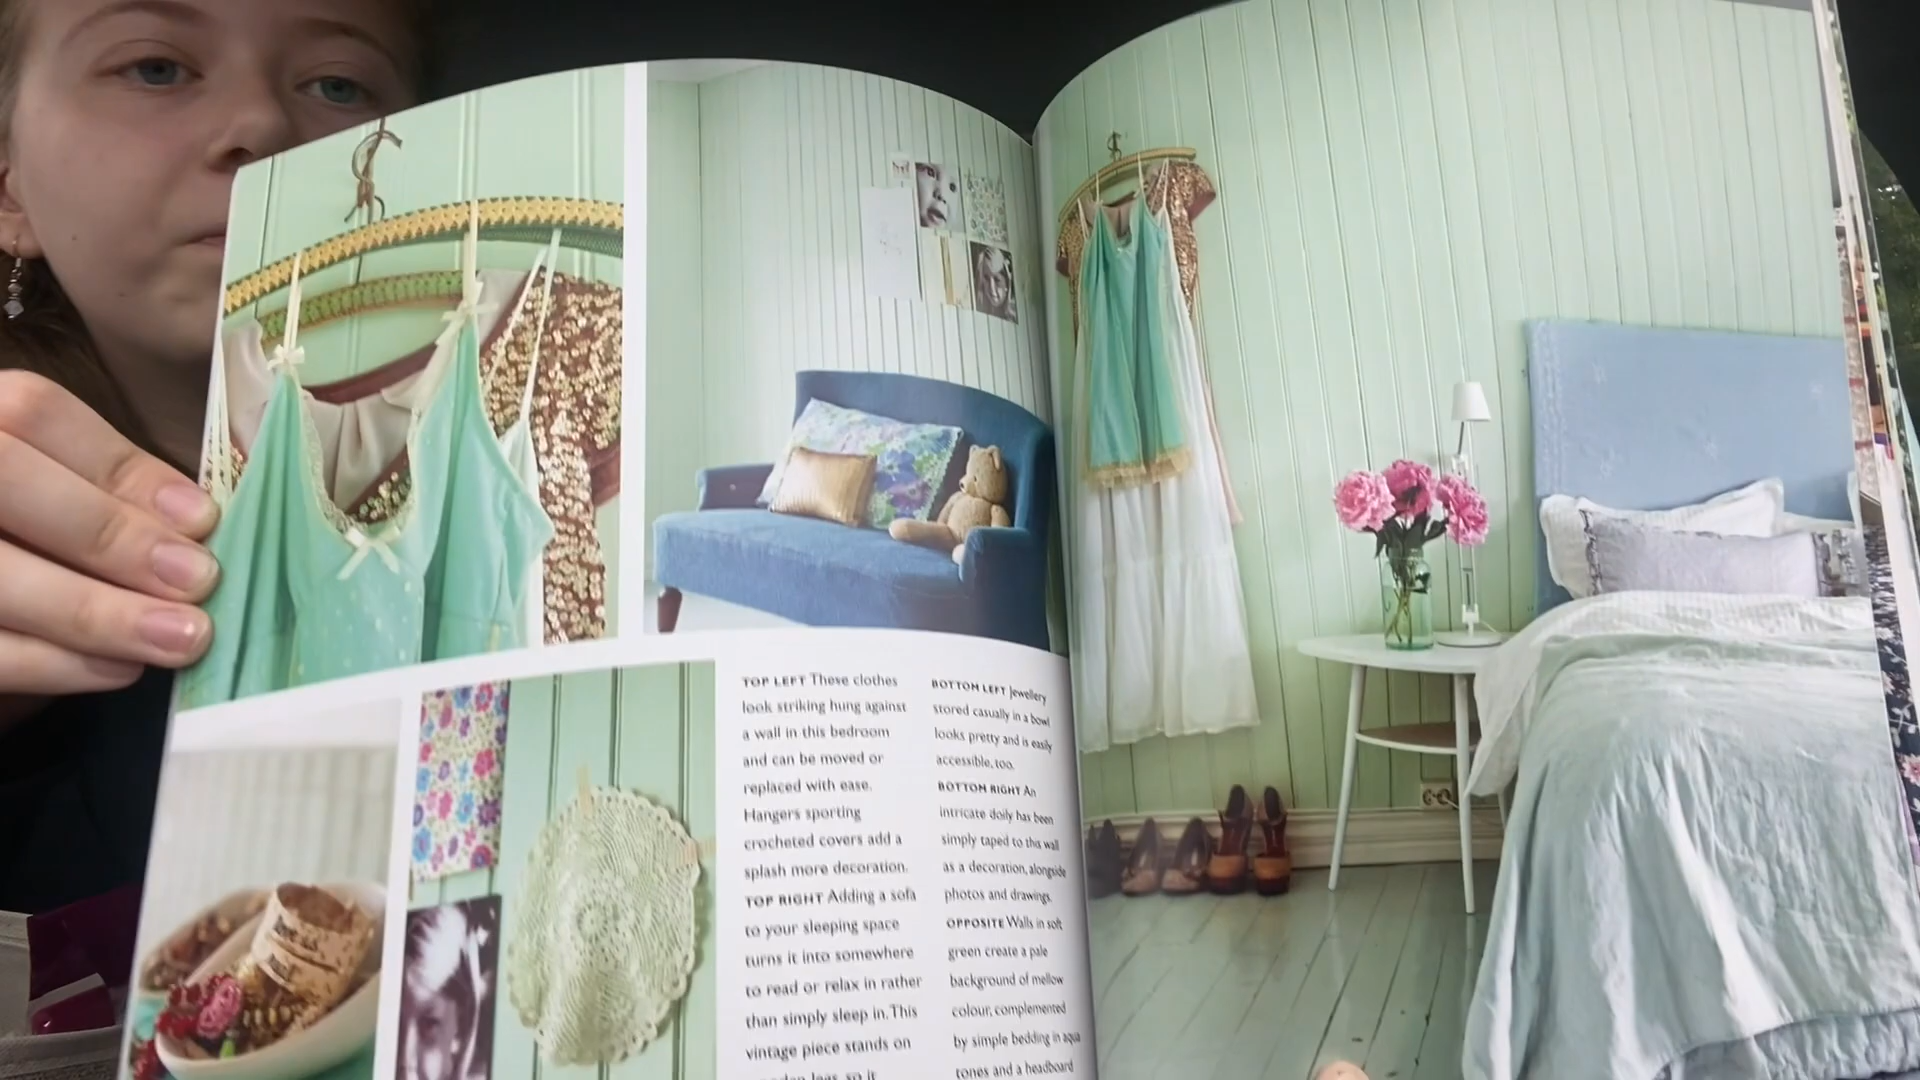 TOP LEFT These clothes
look striking hung against
a wall in this bedroom
and can be moved or
replaced with ease.
Hangers sporting
crocheted covers add a
splash more decoration.
TOP RIGHT Adding a sofa
to your sleeping space
turns it into somewhere
to read or relax in rather
than simply sleep in. This
vintage piece stands on
legs, so it
BOTTOM LEFT Jewellery
stored casually in a bowl
looks pretty and is easily
accessible, too.
BOTTOM RIGHT An
intricate doily has been
simply taped to this wall
as a decoration, alongside
photos and drawings.
OPPOSITE Walls in soft
green create a pale
background of mellow
colour, complemented
by simple bedding in aqua
tones and a headboard